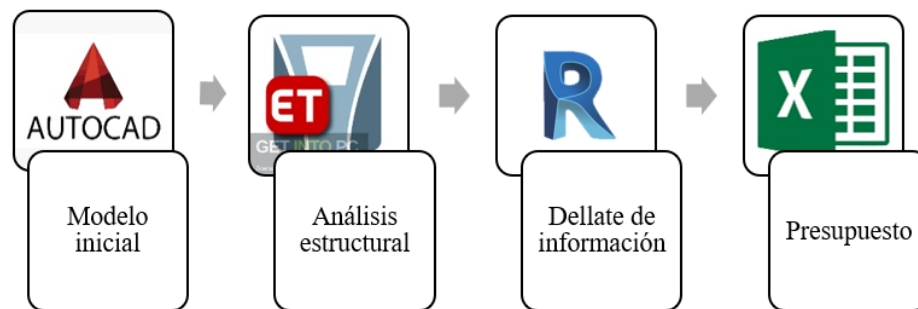 AUTOCAD
ET
GET INTO PC
X
Modelo
inicial
Análisis
estructural
Dellate de
información
Presupuesto